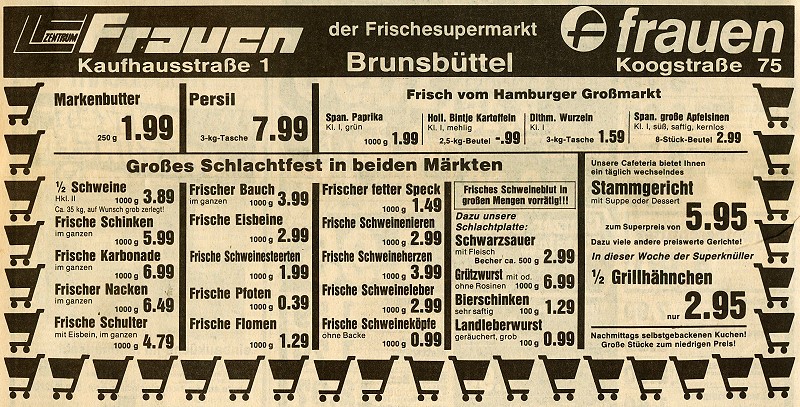 ZENTRUM Frauen
Kaufhausstraße 1
der Frischesupermarkt
Brunsbüttel
frauen
Koogstraße 75
Markenbutter
250 g 1.99
Persil
3-kg-Tasche 7.99
Frisch vom Hamburger Großmarkt
Span. Paprika
Kl. I, grün
1000 g 1.99
Holl. Bintje Kartoffeln
Kl. I, mehlig
2,5-kg-Beutel -.99
Dithm. Wurzeln
Kl. I
3-kg-Tasche 1.59
Span. große Apfelsinen
Kl. I, süß, saftig, kernlos
8-Stück-Beutel 2.99
Großes Schlachtfest in beiden Märkten
½ Schweine
Hkl. II
1000 g 3.89
Ca. 35 kg, auf Wunsch grob zerlegt!
Frische Schinken
im ganzen
1000 g 5.99
Frische Karbonade
im ganzen
1000 g 6.99
Frischer Nacken
im ganzen
1000 g 6.49
Frische Schulter
mit Eisbein, im ganzen
1000 g 4.79
Frischer Bauch
im ganzen
1000 g 3.99
Frische Eisbeine
1000 g 2.99
Frische Schweinesteerten
1000 g 1.99
Frische Pfoten
1000 g 0.39
Frische Flomen
1000 g 1.29
Frischer fetter Speck
1000 g 1.49
Frische Schweinenieren
1000 g 2.99
Frische Schweineherzen
1000 g 3.99
Frische Schweineleber
1000 g 2.99
Frische Schweineköpfe
ohne Backe
1000 g 0.99
Frisches Schweineblut in
großen Mengen vorrätig!!!
Dazu unsere
Schlachtplatte:
Schwarzsauer
mit Fleisch
Becher ca. 500 g 2.99
Grützwurst mit od.
ohne Rosinen 1000 g 6.99
Bierschinken
sehr saftig 100 g 1.29
Landleberwurst
geräuchert, grob 100 g 0.99
Unsere Cafeteria bietet Ihnen
ein täglich wechselndes
Stammgericht
mit Suppe oder Dessert
zum Superpreis von 5.95
Dazu viele andere preiswerte Gerichte!
In dieser Woche der Superknüller
½ Grillhähnchen
nur 2.95
Nachmittags selbstgebackenen Kuchen!
Große Stücke zum niedrigen Preis!